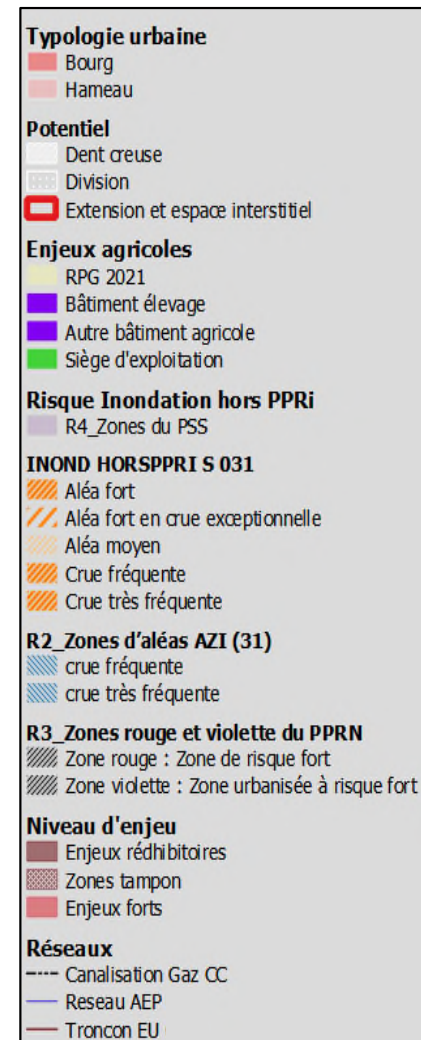 Typologie urbaine
Bourg
Hameau
Potentiel
Dent creuse
Division
Extension et espace interstitiel
Enjeux agricoles
RPG 2021
Bâtiment élevage
Autre bâtiment agricole
Siège d'exploitation
Risque Inondation hors PPRi
R4_Zones du PSS
INOND HORSPPRI S 031
Aléa fort
Aléa fort en crue exceptionnelle
Aléa moyen
Crue fréquente
Crue très fréquente
R2_Zones d'aléas AZI (31)
crue fréquente
crue très fréquente
R3_Zones rouge et violette du PPRN
Zone rouge : Zone de risque fort
Zone violette : Zone urbanisée à risque fort
Niveau d'enjeu
Enjeux rédhibitoires
Zones tampon
Enjeux forts
Réseaux
Canalisation Gaz CC
Reseau AEP
Troncon EU